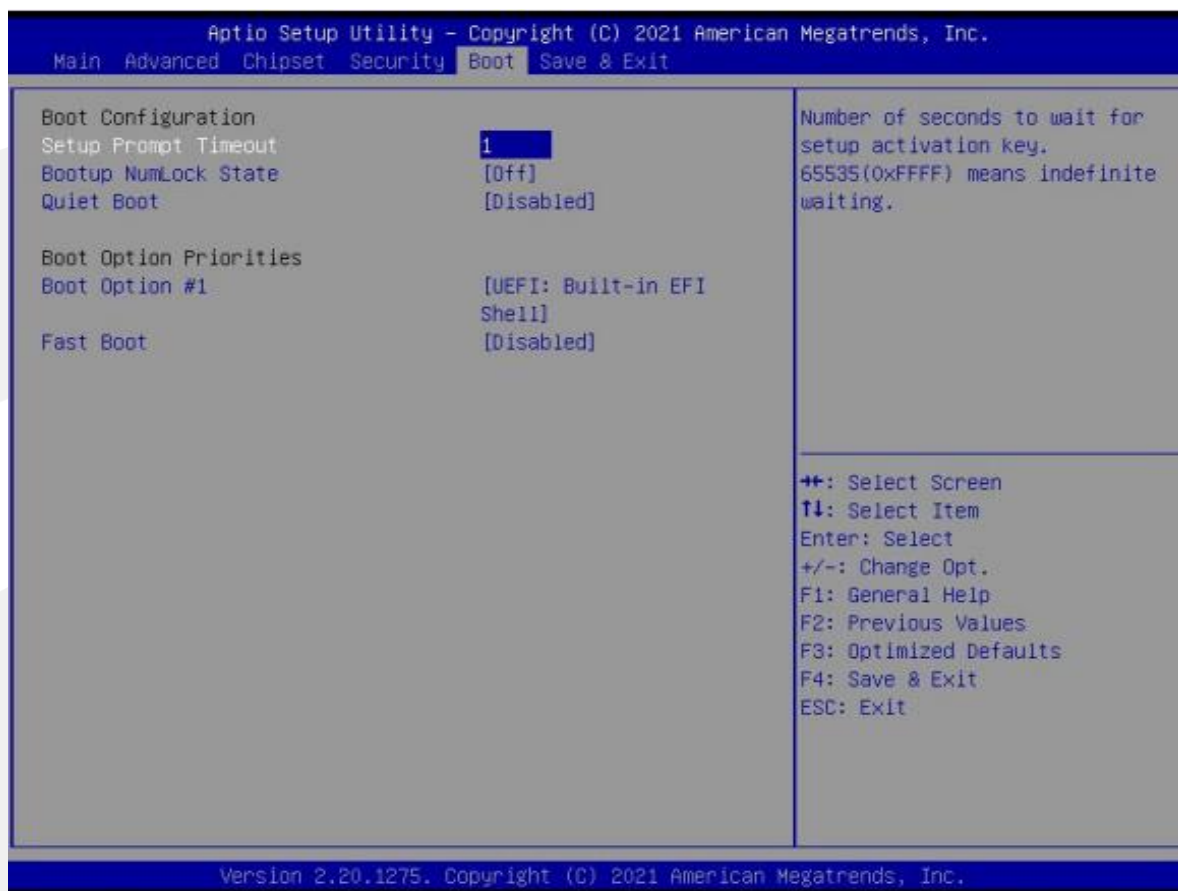 Aptio Setup Utility – Copyright (C) 2021 American Megatrends, Inc.
Main Advanced Chipset Security Boot Save & Exit
Boot Configuration
Setup Prompt Timeout 1
Bootup NumLock State [Off]
Quiet Boot [Disabled]
Boot Option Priorities
Boot Option #1 [UEFI: Built-in EFI
Shell]
Fast Boot [Disabled]
Number of seconds to wait for
setup activation key.
65535(0xFFFF) means indefinite
waiting.
→←: Select Screen
↑↓: Select Item
Enter: Select
+/-: Change Opt.
F1: General Help
F2: Previous Values
F3: Optimized Defaults
F4: Save & Exit
ESC: Exit
Version 2.20.1275. Copyright (C) 2021 American Megatrends, Inc.